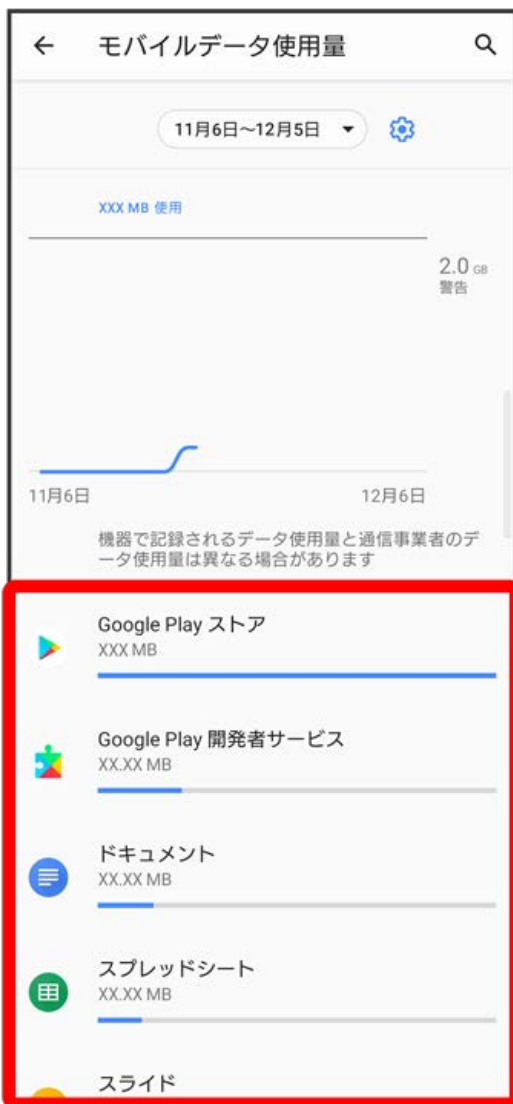 モバイルデータ使用量
11月6日～12月5日
XXX MB 使用
2.0 GB
警告
11月6日
12月6日
機器で記録されるデータ使用量と通信事業者のデ
ータ使用量は異なる場合があります
Google Play ストア
XXX MB
Google Play 開発者サービス
XX.XX MB
ドキュメント
XX.XX MB
スプレッドシート
XX.XX MB
スライド